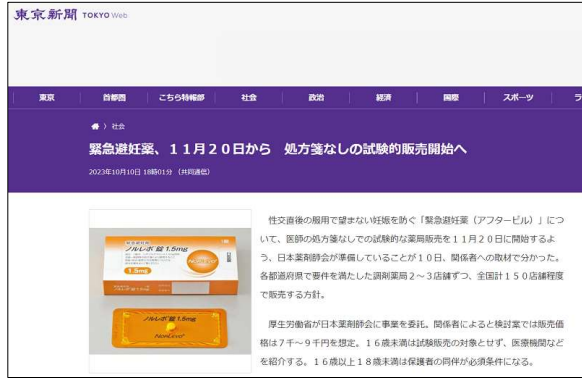 東京新聞 TOKYO Web
東京 首都圏 こちら特報部 社会 政治 経済 国際 スポーツ ラ
社会
緊急避妊薬、11月20日から 処方箋なしの試験的販売開始へ
2023年10月10日 18時01分 (共同通信)
性交直後の服用で望まない妊娠を防ぐ「緊急避妊薬(アフターピル)」につ
いて、医師の処方箋なしでの試験的な薬局販売を11月20日に開始するよ
う、日本薬剤師会が準備していることが10日、関係者への取材で分かった。
各都道府県で要件を満たした調剤薬局2~3店舗ずつ、全国計150店舗程度
で販売する方針。
厚生労働省が日本薬剤師会に事業を委託。関係者によると検討案では販売価
格は7千~9千円を想定。16歳未満は試験販売の対象とせず、医療機関など
を紹介する。16歳以上18歳未満は保護者の同伴が必須条件になる。
緊急避妊剤
ノルレボ錠 1.5mg
1.5mg
ノルレボ錠 1.5mg
NorLevo